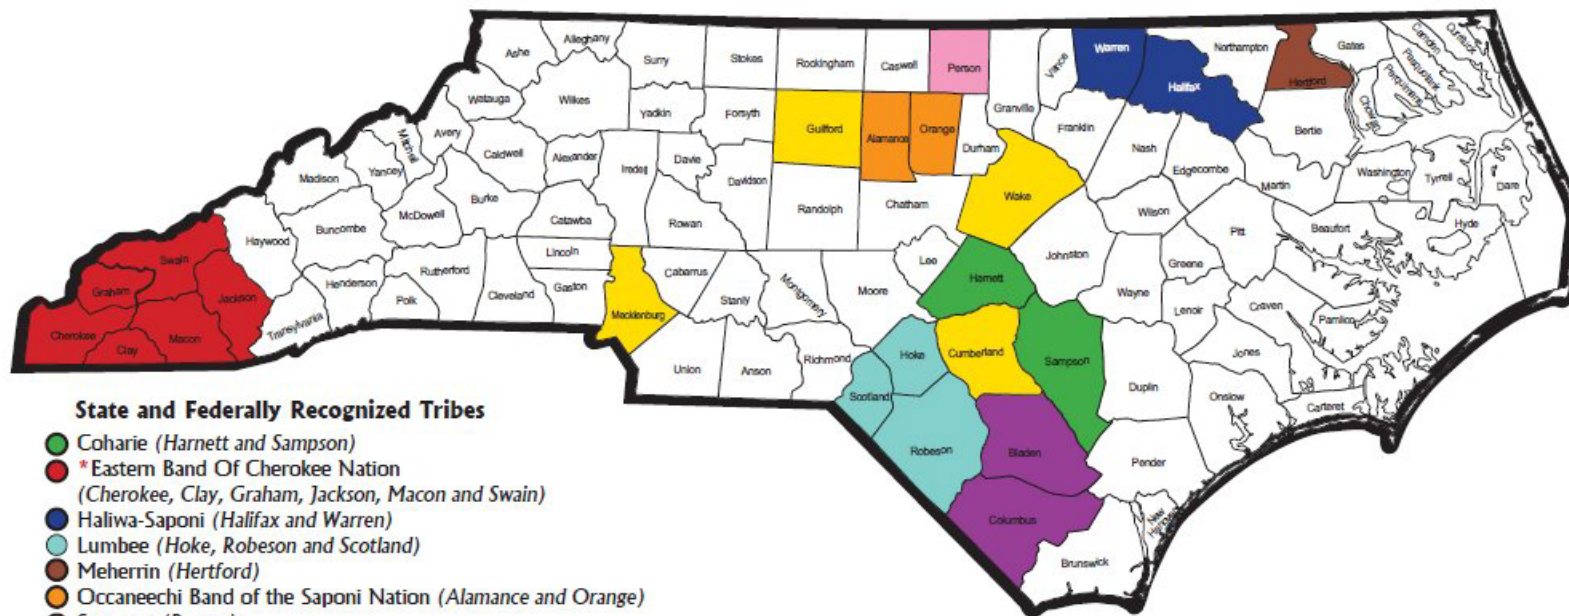 Alleghany
Ashe
Surry
Stokes
Rockingham
Caswell
Person
Vance
Warren
Northampton
Gates
Camden
Currituck
Pasquotank
Perquimans
Halifax
Hertford
Chowan
Watauga
Wilkes
Yadkin
Forsyth
Guilford
Alamance
Orange
Durham
Granville
Franklin
Nash
Edgecombe
Bertie
Mitchell
Avery
Caldwell
Alexander
Iredell
Davie
Davidson
Madison
Yancey
Burke
McDowell
Catawba
Rowan
Randolph
Chatham
Wake
Wilson
Martin
Washington
Tyrrell
Dare
Haywood
Buncombe
Lincoln
Pitt
Beaufort
Hyde
Swain
Graham
Jackson
Henderson
Rutherford
Polk
Cleveland
Gaston
Cabarrus
Stanly
Montgomery
Moore
Lee
Harnett
Johnston
Greene
Wayne
Lenoir
Craven
Pamlico
Cherokee
Clay
Macon
Transylvania
Mecklenburg
Union
Anson
Richmond
Hoke
Scotland
Cumberland
Sampson
Duplin
Jones
Onslow
Carteret
Robeson
Bladen
Pender
Columbus
New Hanover
Brunswick
State and Federally Recognized Tribes
Coharie (Harnett and Sampson)
*Eastern Band Of Cherokee Nation
(Cherokee, Clay, Graham, Jackson, Macon and Swain)
Haliwa-Saponi (Halifax and Warren)
Lumbee (Hoke, Robeson and Scotland)
Meherrin (Hertford)
Occaneechi Band of the Saponi Nation (Alamance and Orange)